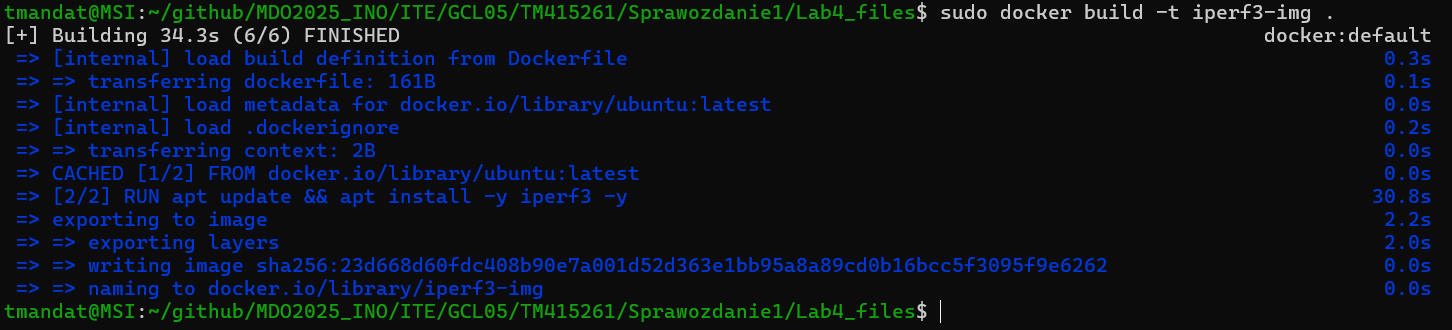 tmandat@MSI:~/github/MDO2025_INO/ITE/GCL05/TM415261/Sprawozdanie1/Lab4_files$ sudo docker build -t iperf3-img .
[+] Building 34.3s (6/6) FINISHED docker:default
=> [internal] load build definition from Dockerfile 0.3s
=> => transferring dockerfile: 161B 0.1s
=> [internal] load metadata for docker.io/library/ubuntu:latest 0.0s
=> [internal] load .dockerignore 0.2s
=> => transferring context: 2B 0.0s
=> CACHED [1/2] FROM docker.io/library/ubuntu:latest 0.0s
=> [2/2] RUN apt update && apt install -y iperf3 -y 30.8s
=> exporting to image 2.2s
=> => exporting layers 2.0s
=> => writing image sha256:23d668d60fdc408b90e7a001d52d363e1bb95a8a89cd0b16bcc5f3095f9e6262 0.0s
=> => naming to docker.io/library/iperf3-img 0.0s
tmandat@MSI:~/github/MDO2025_INO/ITE/GCL05/TM415261/Sprawozdanie1/Lab4_files$